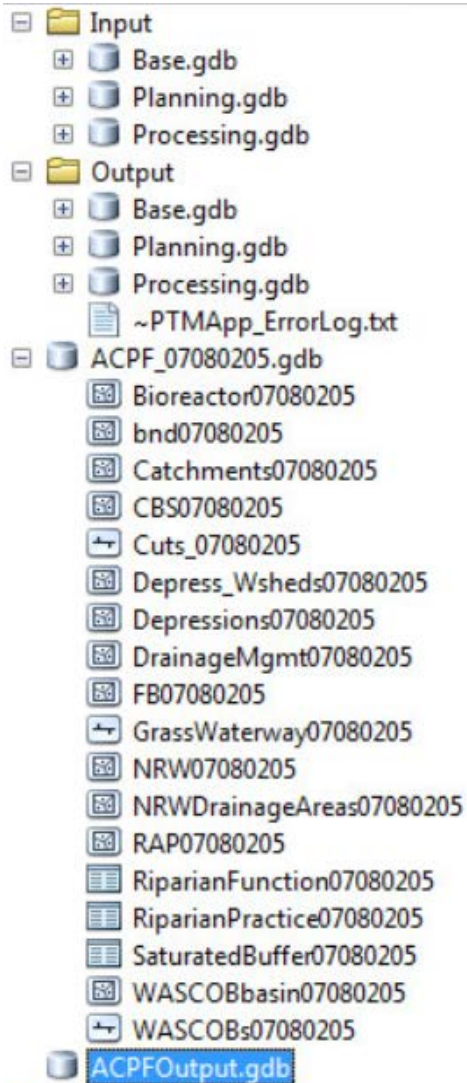 Input
Base.gdb
Planning.gdb
Processing.gdb
Output
Base.gdb
Planning.gdb
Processing.gdb
~PTMApp_ErrorLog.txt
ACPF_07080205.gdb
Bioreactor07080205
bnd07080205
Catchments07080205
CBS07080205
Cuts_07080205
Depress_Wsheds07080205
Depressions07080205
DrainageMgmt07080205
FB07080205
GrassWaterway07080205
NRW07080205
NRWDrainageAreas07080205
RAP07080205
RiparianFunction07080205
RiparianPractice07080205
SaturatedBuffer07080205
WASCOBbasin07080205
WASCOBs07080205
ACPFOutput.gdb